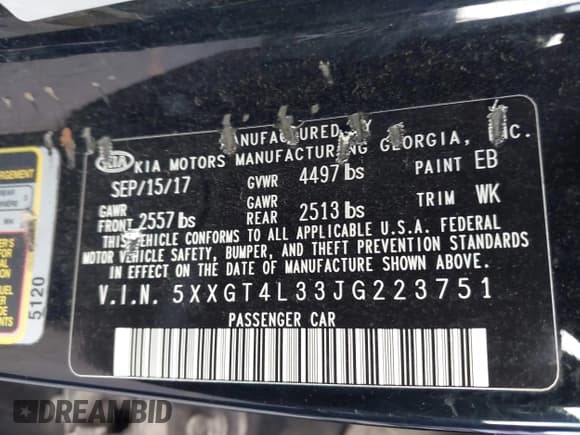 MANUFACTURED BY
KIA KIA MOTORS MANUFACTURING GEORGIA, INC.
SEP/15/17 GVWR 4497 lbs PAINT EB
GAWR FRONT 2557 lbs GAWR REAR 2513 lbs TRIM WK
THIS VEHICLE CONFORMS TO ALL APPLICABLE U.S.A. FEDERAL
MOTOR VEHICLE SAFETY, BUMPER, AND THEFT PREVENTION STANDARDS
IN EFFECT ON THE DATE OF MANUFACTURE SHOWN ABOVE.
V.I.N. 5XXGT4L33JG223751
PASSENGER CAR
5120
DREAMBID